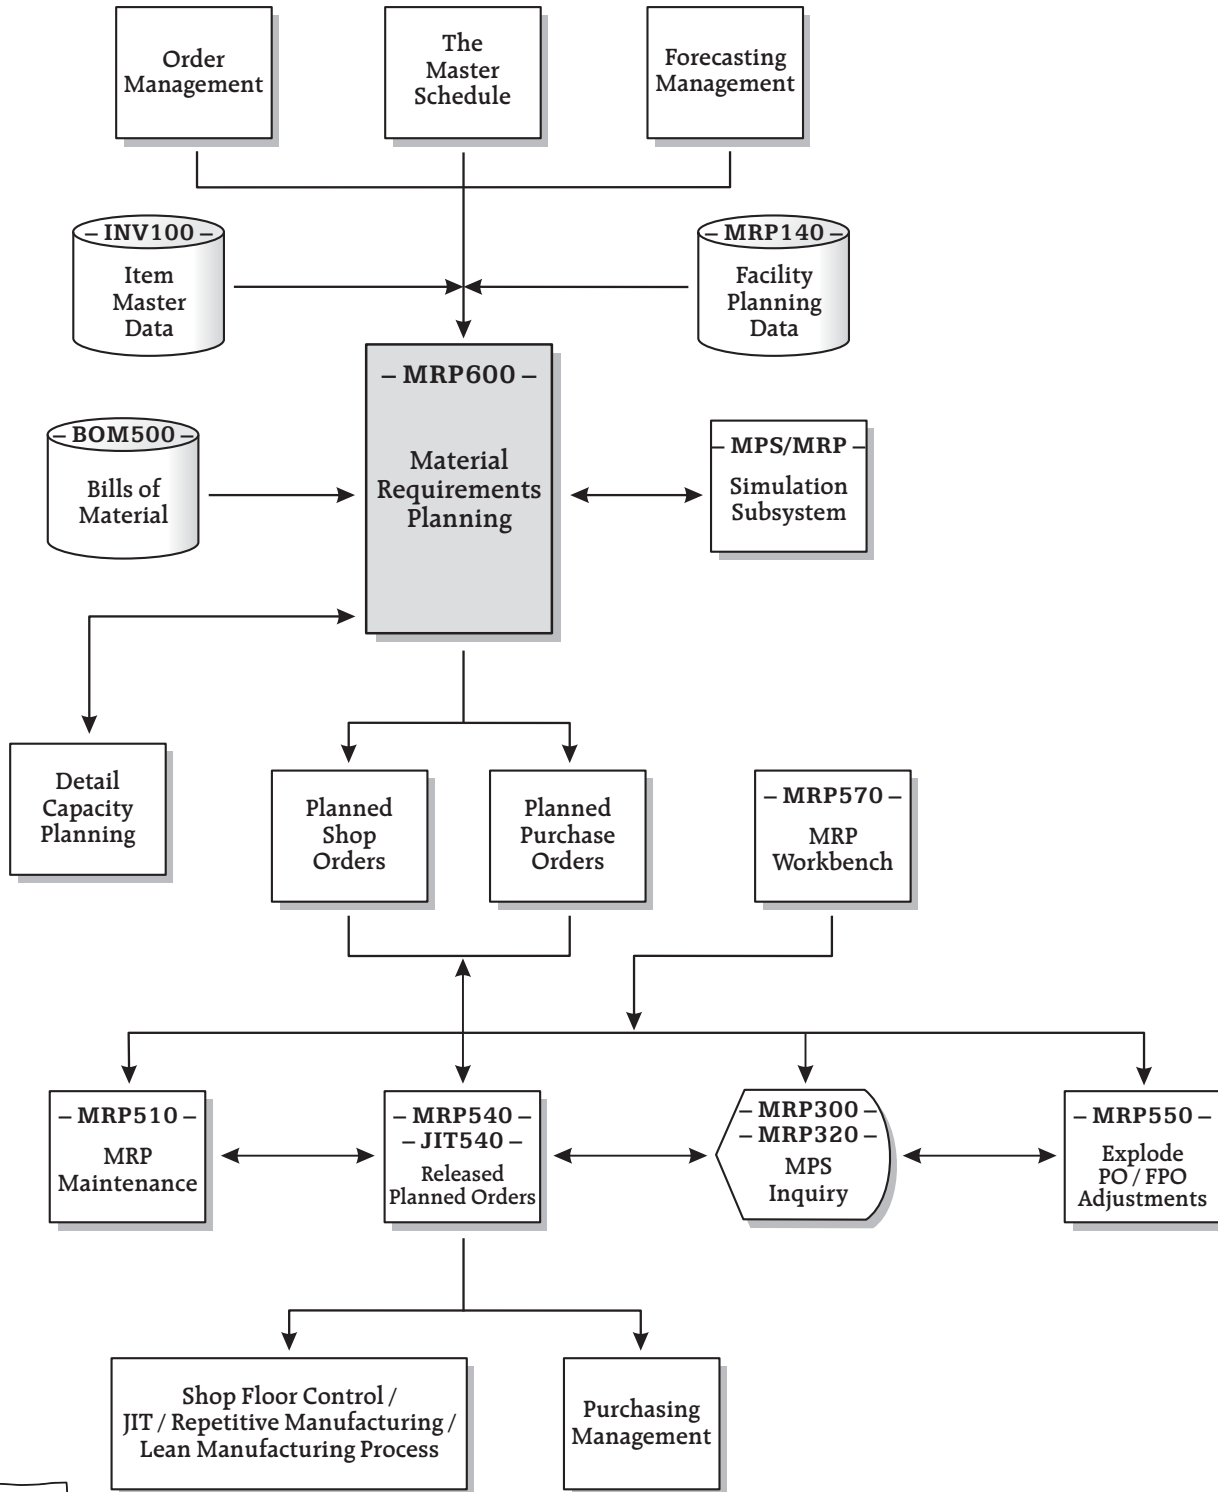 Order
Management
The
Master
Schedule
Forecasting
Management
– INV100 –
Item
Master
Data
– MRP140 –
Facility
Planning
Data
– MRP600 –
Material
Requirements
Planning
– BOM500 –
Bills of
Material
– MPS/MRP –
Simulation
Subsystem
Detail
Capacity
Planning
Planned
Shop
Orders
Planned
Purchase
Orders
– MRP570 –
MRP
Workbench
– MRP510 –
MRP
Maintenance
– MRP540 –
– JIT540 –
Released
Planned Orders
– MRP300 –
– MRP320 –
MPS
Inquiry
– MRP550 –
Explode
PO / FPO
Adjustments
Shop Floor Control /
JIT / Repetitive Manufacturing /
Lean Manufacturing Process
Purchasing
Management